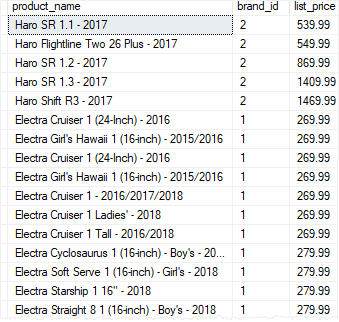 product_name brand_id list_price
Haro SR 1.1 - 2017 2 539.99
Haro Flightline Two 26 Plus - 2017 2 549.99
Haro SR 1.2 - 2017 2 869.99
Haro SR 1.3 - 2017 2 1409.99
Haro Shift R3 - 2017 2 1469.99
Electra Cruiser 1 (24-Inch) - 2016 1 269.99
Electra Girl's Hawaii 1 (16-inch) - 2015/2016 1 269.99
Electra Cruiser 1 (24-Inch) - 2016 1 269.99
Electra Girl's Hawaii 1 (16-inch) - 2015/2016 1 269.99
Electra Cruiser 1 - 2016/2017/2018 1 269.99
Electra Cruiser 1 Ladies' - 2018 1 269.99
Electra Cruiser 1 Tall - 2016/2018 1 269.99
Electra Cyclosaurus 1 (16-inch) - Boy's - 20... 1 279.99
Electra Soft Serve 1 (16-inch) - Girl's - 2018 1 279.99
Electra Starship 1 16" - 2018 1 279.99
Electra Straight 8 1 (16-inch) - Boy's - 2018 1 279.99